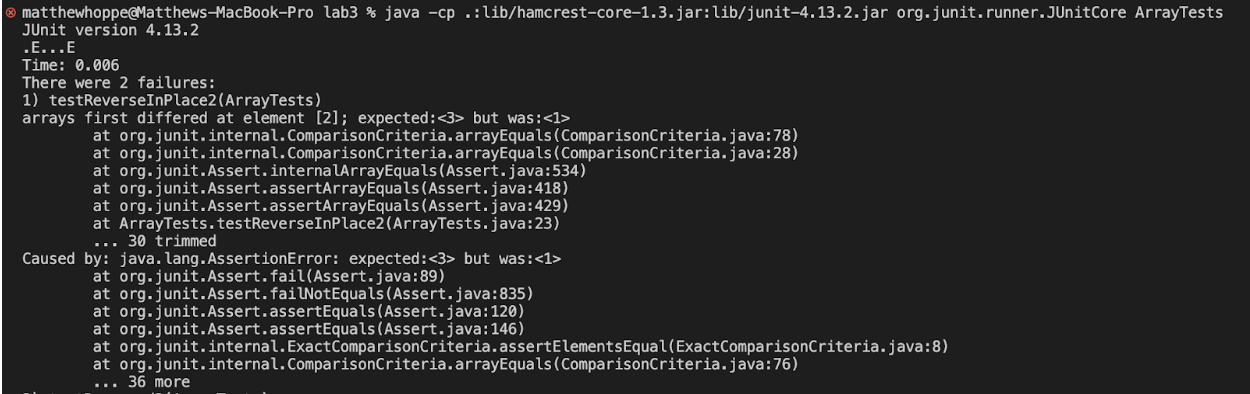 matthewhoppe@Matthews-MacBook-Pro lab3 % java -cp .:lib/hamcrest-core-1.3.jar:lib/junit-4.13.2.jar org.junit.runner.JUnitCore ArrayTests
JUnit version 4.13.2
.E...E
Time: 0.006
There were 2 failures:
1) testReverseInPlace2(ArrayTests)
arrays first differed at element [2]; expected:<3> but was:<1>
at org.junit.internal.ComparisonCriteria.arrayEquals(ComparisonCriteria.java:78)
at org.junit.internal.ComparisonCriteria.arrayEquals(ComparisonCriteria.java:28)
at org.junit.Assert.internalArrayEquals(Assert.java:534)
at org.junit.Assert.assertArrayEquals(Assert.java:418)
at org.junit.Assert.assertArrayEquals(Assert.java:429)
at ArrayTests.testReverseInPlace2(ArrayTests.java:23)
... 30 trimmed
Caused by: java.lang.AssertionError: expected:<3> but was:<1>
at org.junit.Assert.fail(Assert.java:89)
at org.junit.Assert.failNotEquals(Assert.java:835)
at org.junit.Assert.assertEquals(Assert.java:120)
at org.junit.Assert.assertEquals(Assert.java:146)
at org.junit.internal.ExactComparisonCriteria.assertElementsEqual(ExactComparisonCriteria.java:8)
at org.junit.internal.ComparisonCriteria.arrayEquals(ComparisonCriteria.java:76)
... 36 more